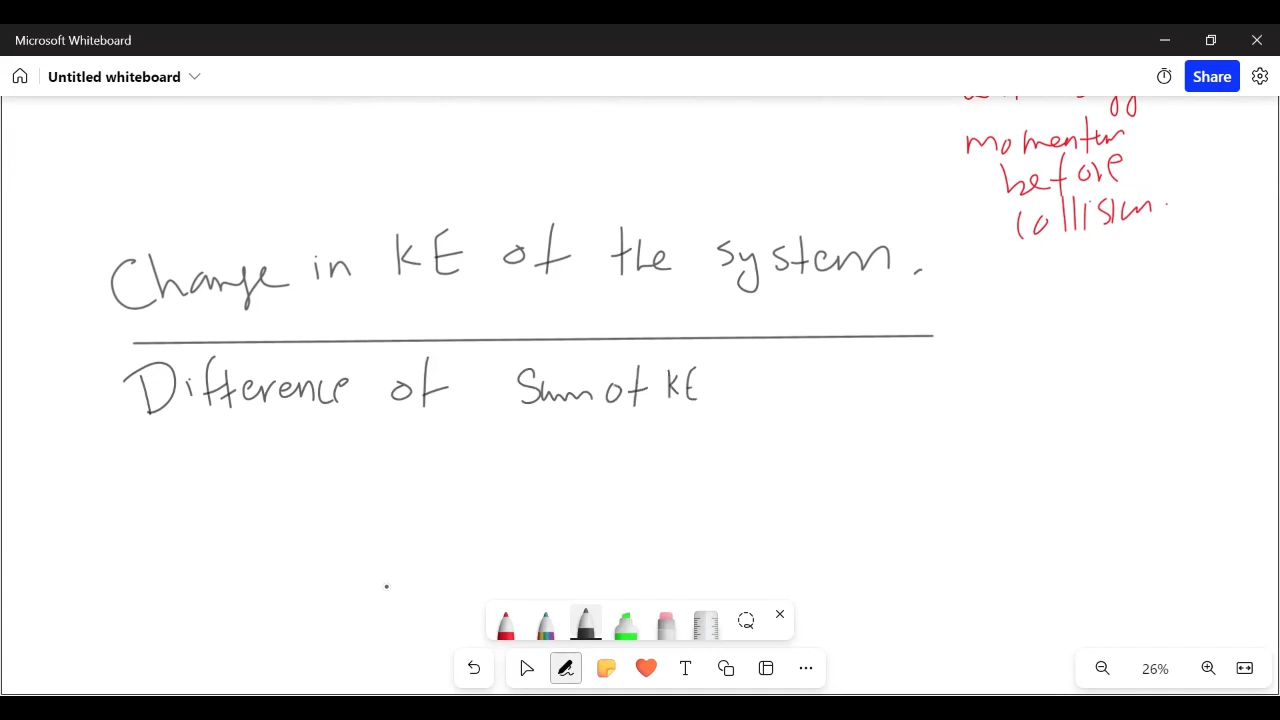 Microsoft Whiteboard
Untitled whiteboard
Share
momentum
before
collision.
Change in KE of the system.
Difference of Sum of KE
T
26%